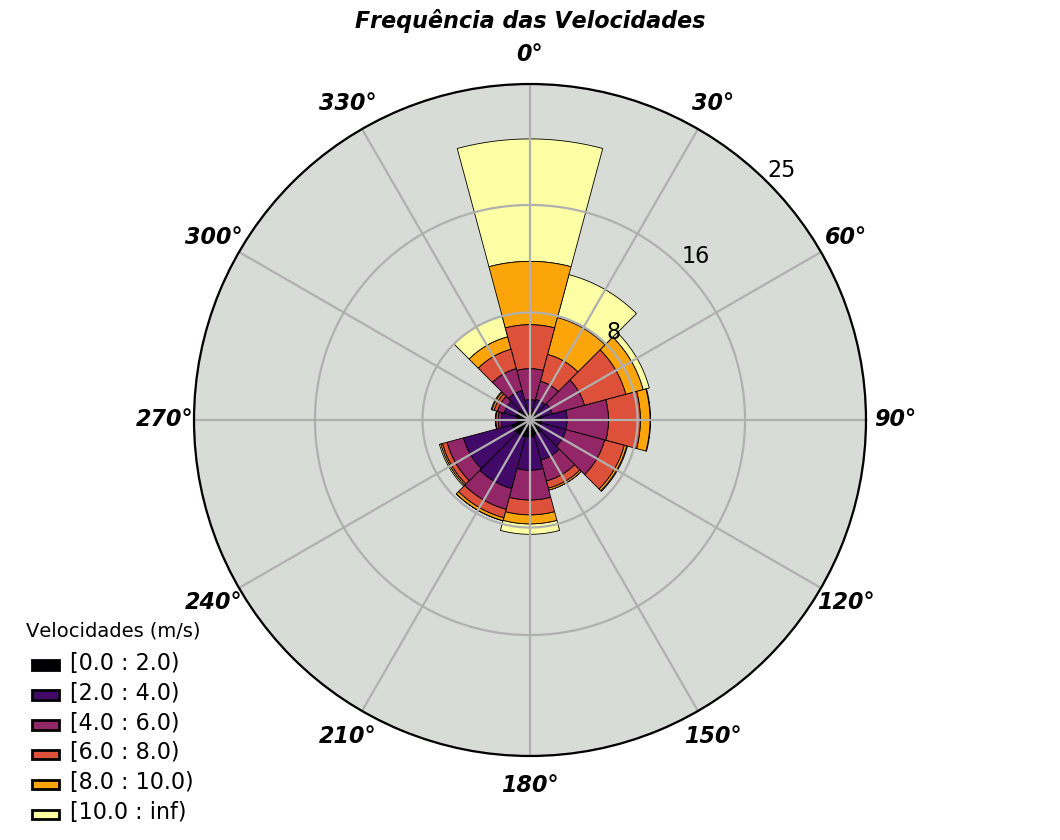 Frequência das Velocidades
0°
330°
30°
25
300°
60°
16
8
270°
90°
240°
120°
210°
150°
180°
Velocidades (m/s)
[0.0 : 2.0)
[2.0 : 4.0)
[4.0 : 6.0)
[6.0 : 8.0)
[8.0 : 10.0)
[10.0 : inf)